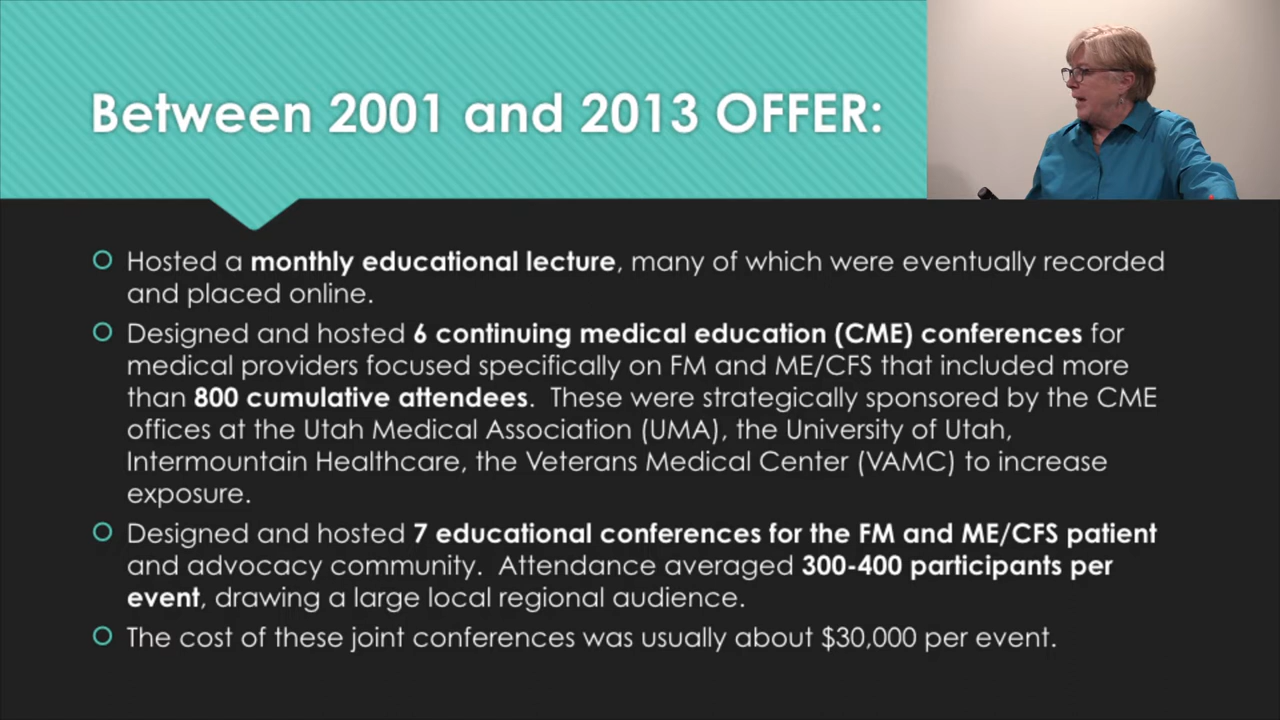 Between 2001 and 2013 OFFER:
Hosted a monthly educational lecture, many of which were eventually recorded
and placed online.
Designed and hosted 6 continuing medical education (CME) conferences for
medical providers focused specifically on FM and ME/CFS that included more
than 800 cumulative attendees.  These were strategically sponsored by the CME
offices at the Utah Medical Association (UMA), the University of Utah,
Intermountain Healthcare, the Veterans Medical Center (VAMC) to increase
exposure.
Designed and hosted 7 educational conferences for the FM and ME/CFS patient
and advocacy community.  Attendance averaged 300-400 participants per
event, drawing a large local regional audience.
The cost of these joint conferences was usually about $30,000 per event.